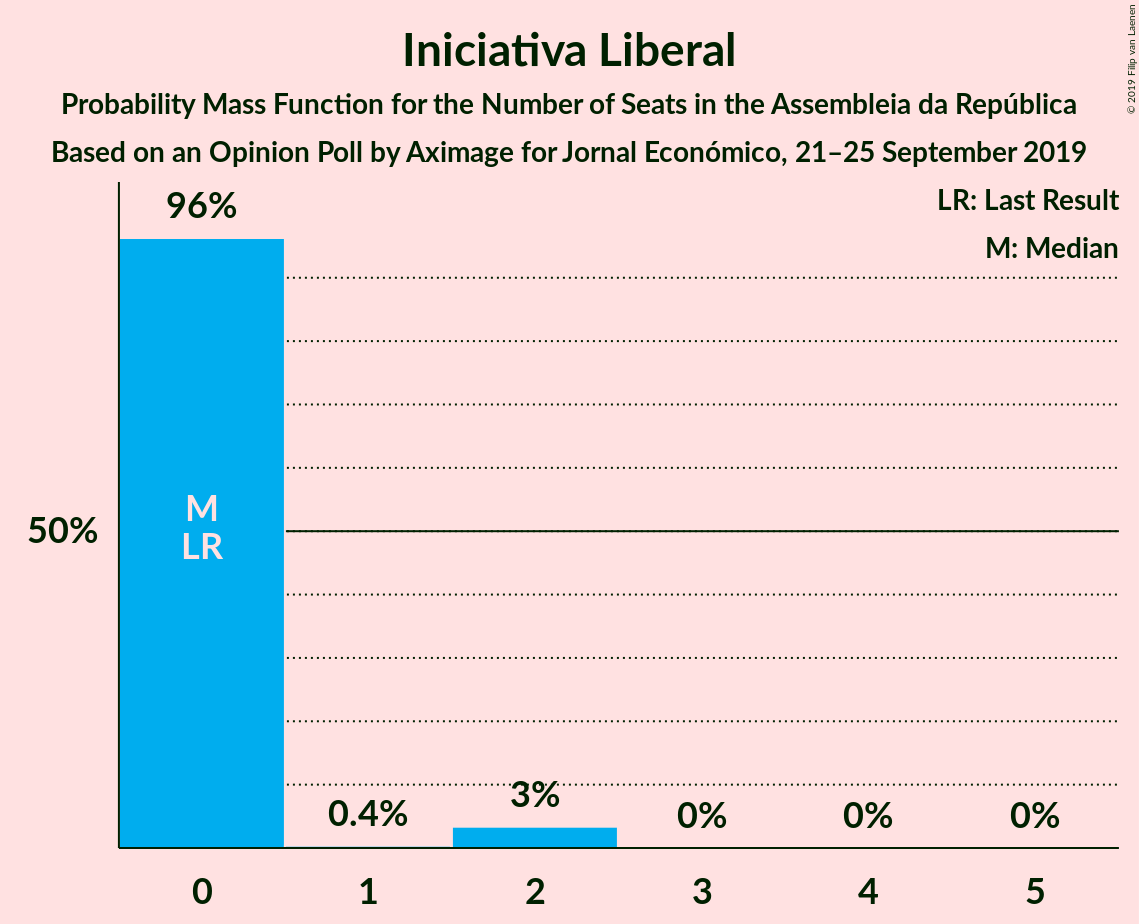 Iniciativa Liberal
Probability Mass Function for the Number of Seats in the Assembleia da República
Based on an Opinion Poll by Aximage for Jornal Económico, 21–25 September 2019
© 2019 Filip van Laenen
LR: Last Result
M: Median
96%
50%
M
LR
0.4%
3%
0%
0%
0%
0
1
2
3
4
5